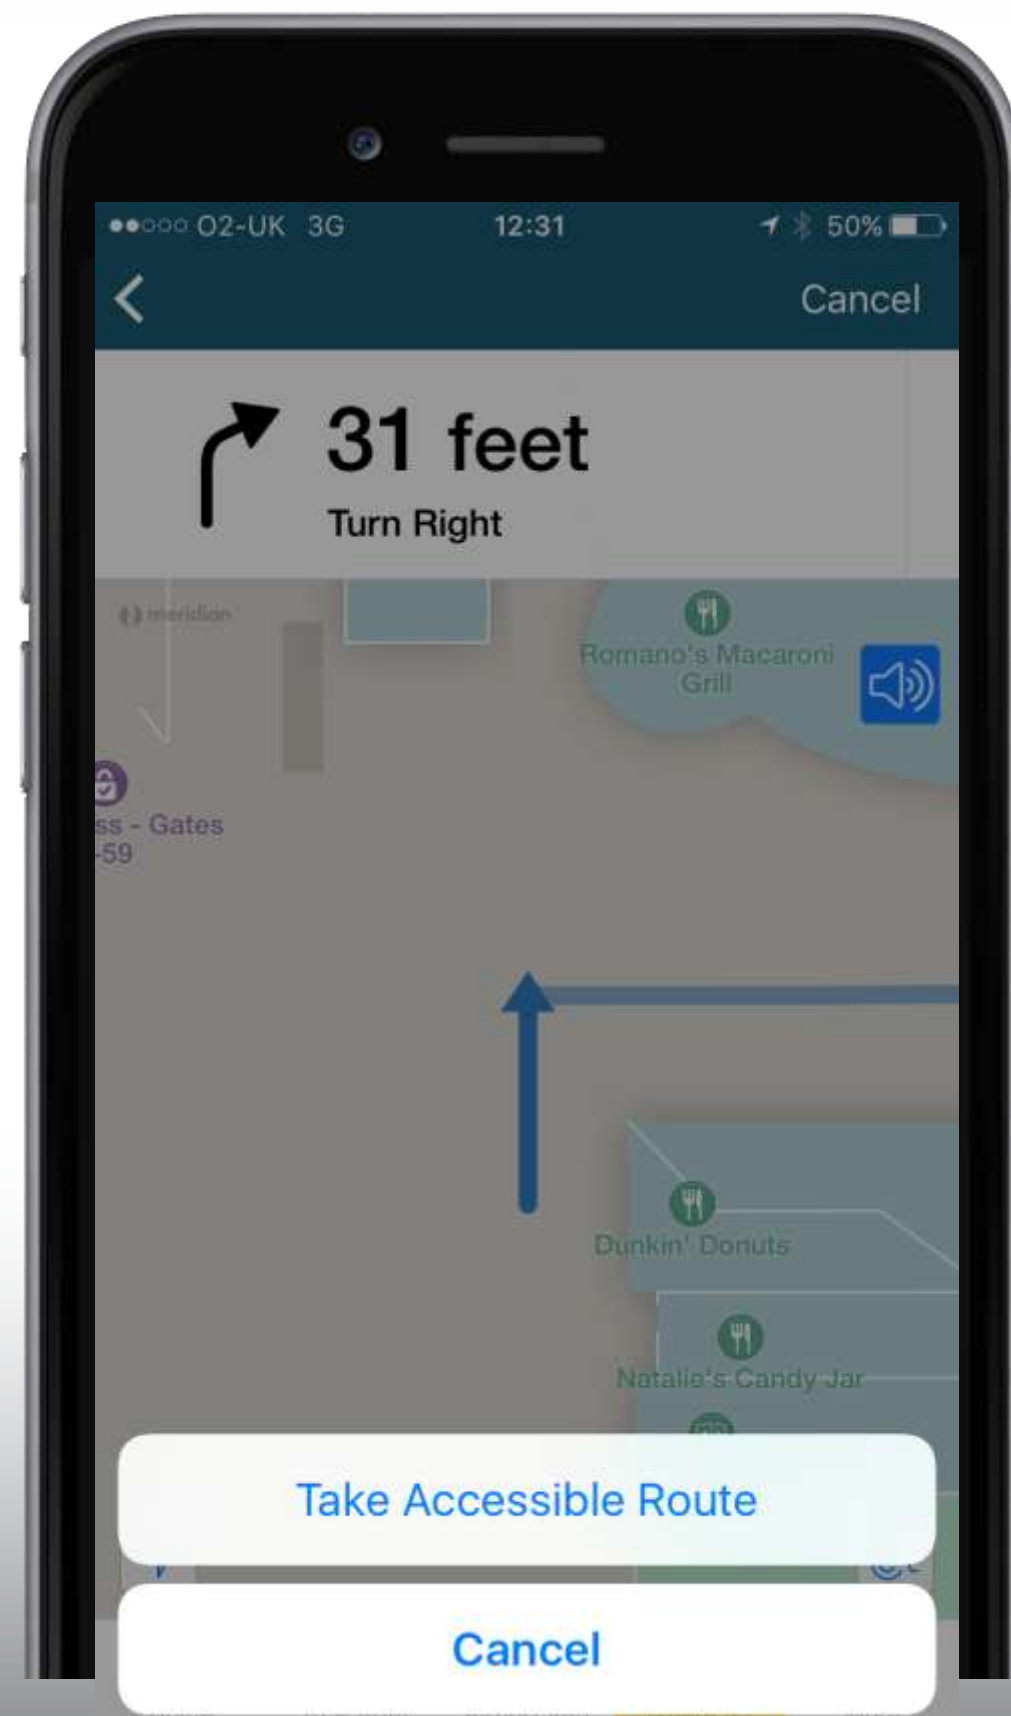 O2-UK 3G 12:31 50%
Cancel
31 feet
Turn Right
meridian
Romano's Macaroni
Grill
ss - Gates
-59
Dunkin' Donuts
Natalie's Candy Jar
Take Accessible Route
Cancel